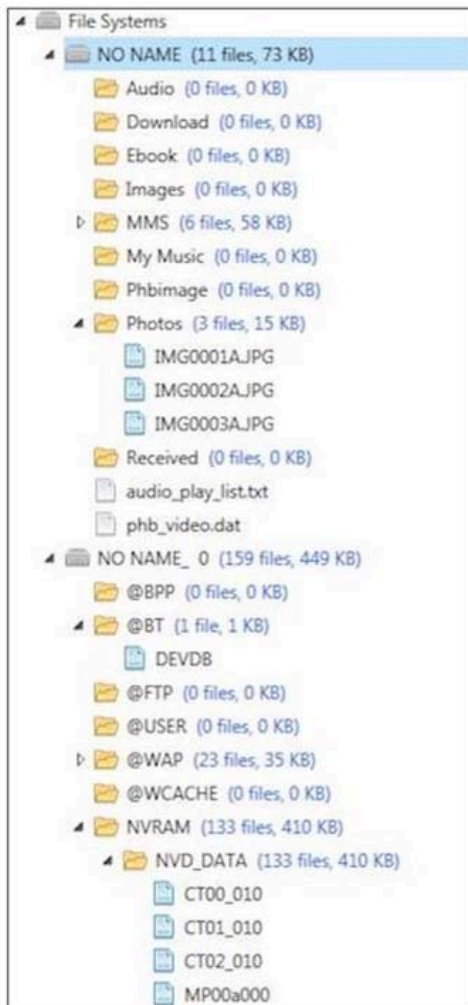 File Systems
NO NAME (11 files, 73 KB)
Audio (0 files, 0 KB)
Download (0 files, 0 KB)
Ebook (0 files, 0 KB)
Images (0 files, 0 KB)
MMS (6 files, 58 KB)
My Music (0 files, 0 KB)
Phbimage (0 files, 0 KB)
Photos (3 files, 15 KB)
IMG0001A.JPG
IMG0002A.JPG
IMG0003A.JPG
Received (0 files, 0 KB)
audio_play_list.txt
phb_video.dat
NO NAME_ 0 (159 files, 449 KB)
@BPP (0 files, 0 KB)
@BT (1 file, 1 KB)
DEVDB
@FTP (0 files, 0 KB)
@USER (0 files, 0 KB)
@WAP (23 files, 35 KB)
@WCACHE (0 files, 0 KB)
NVRAM (133 files, 410 KB)
NVD_DATA (133 files, 410 KB)
CT00_010
CT01_010
CT02_010
MP00a000